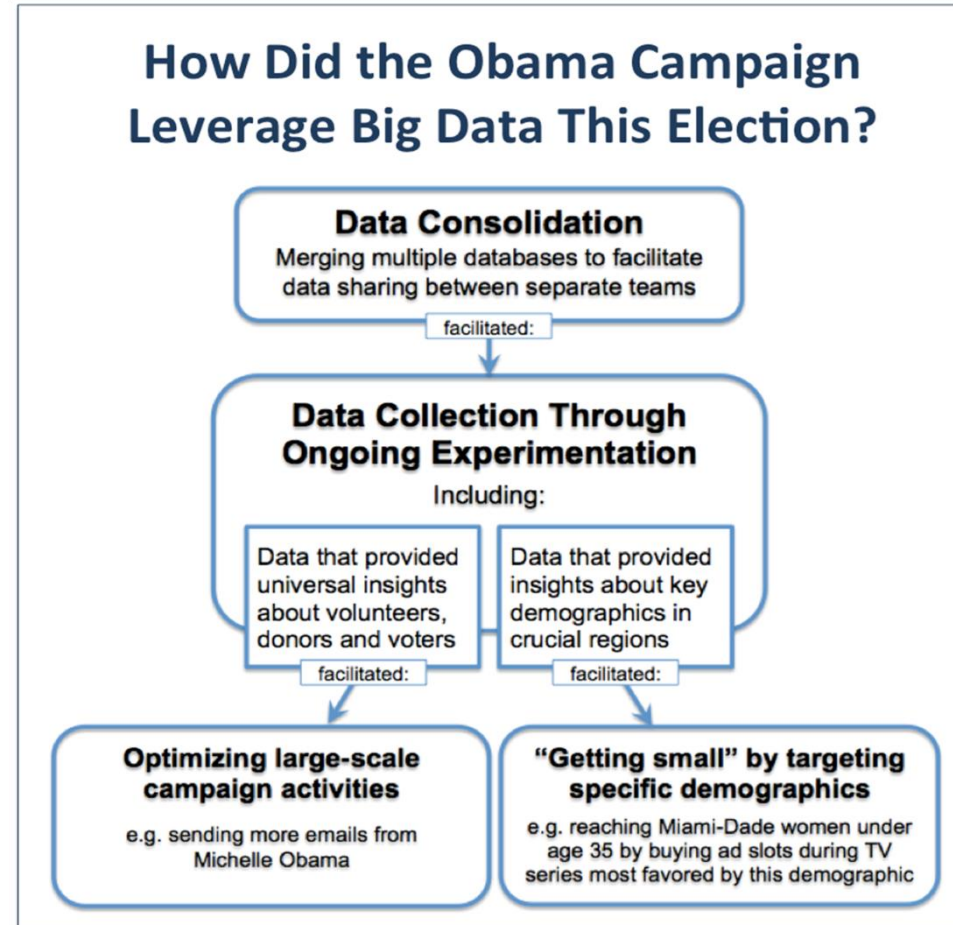 How Did the Obama Campaign
Leverage Big Data This Election?
Data Consolidation
Merging multiple databases to facilitate
data sharing between separate teams
facilitated:
Data Collection Through
Ongoing Experimentation
Including:
Data that provided
universal insights
about volunteers,
donors and voters
facilitated:
Data that provided
insights about key
demographics in
crucial regions
facilitated:
Optimizing large-scale
campaign activities
e.g. sending more emails from
Michelle Obama
“Getting small” by targeting
specific demographics
e.g. reaching Miami-Dade women under
age 35 by buying ad slots during TV
series most favored by this demographic